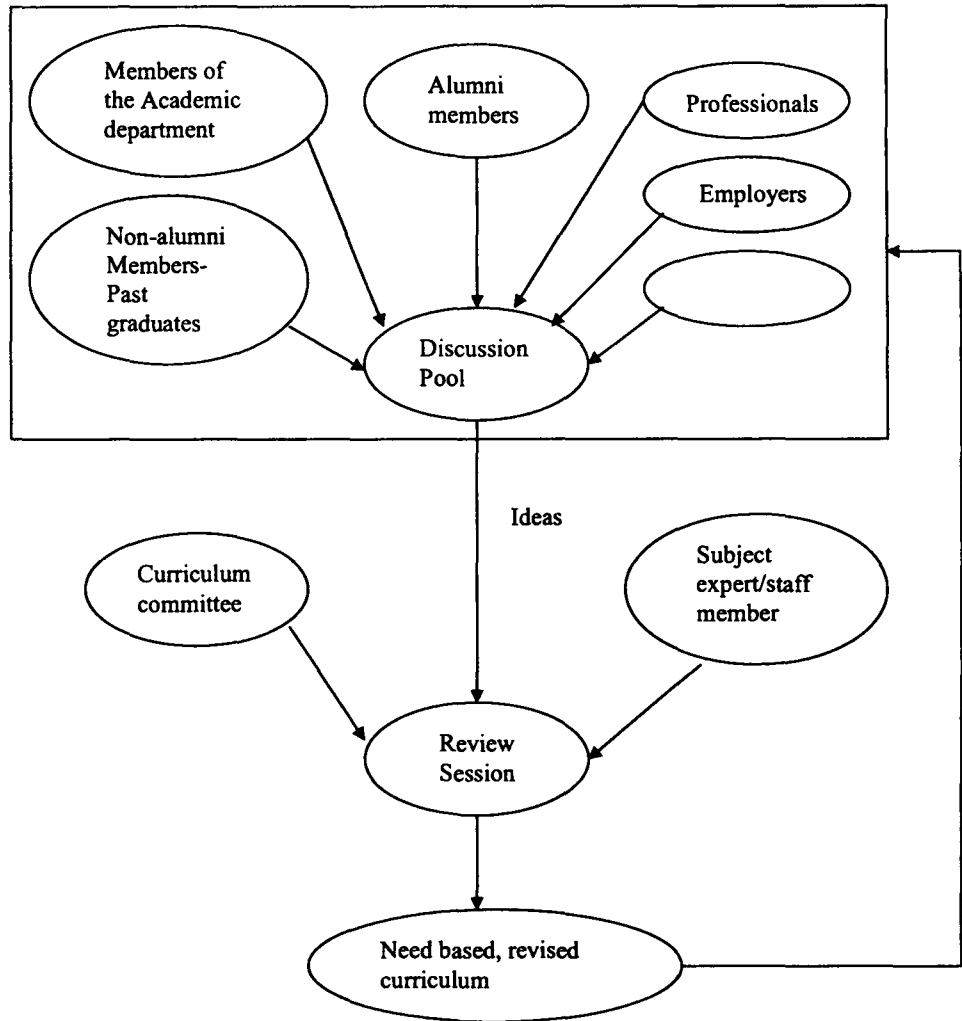 Members of
the Academic
department
Alumni
members
Professionals
Employers
Non-alumni
Members-
Past
graduates
Discussion
Pool
Ideas
Curriculum
committee
Subject
expert/staff
member
Review
Session
Need based, revised
curriculum